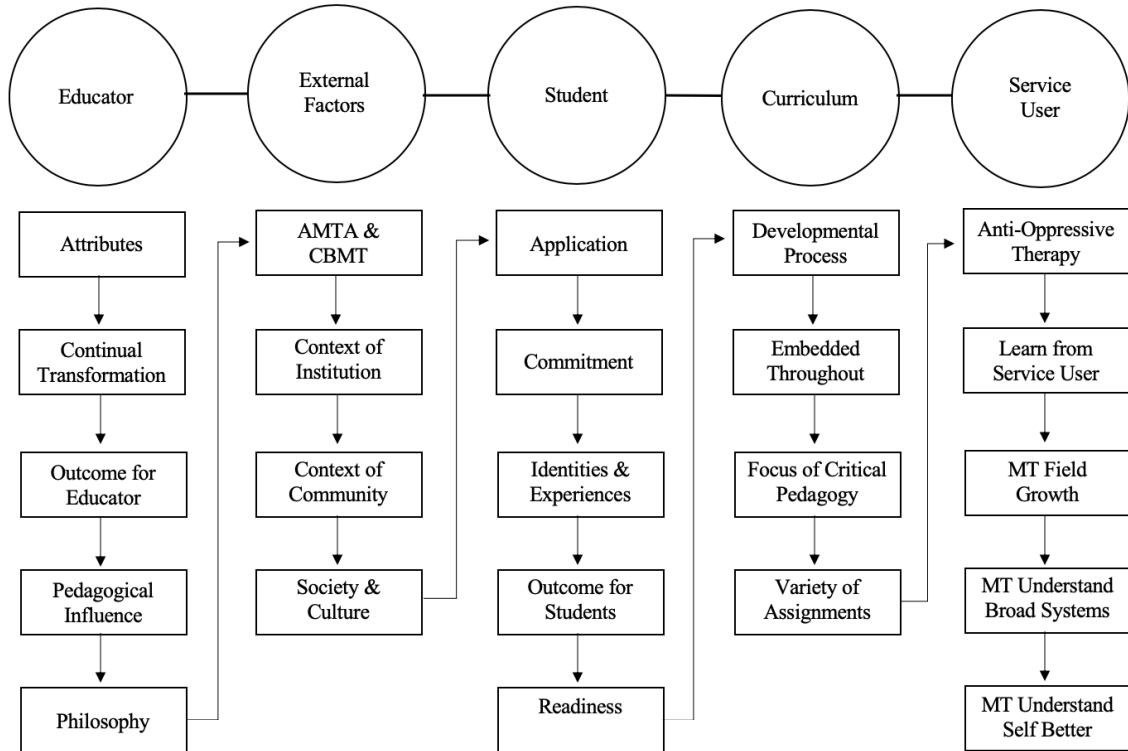 Educator
External
Factors
Student
Curriculum
Service
User
Attributes
Continual
Transformation
Outcome for
Educator
Pedagogical
Influence
Philosophy
AMTA &
CBMT
Context of
Institution
Context of
Community
Society &
Culture
Application
Commitment
Identities &
Experiences
Outcome for
Students
Readiness
Developmental
Process
Embedded
Throughout
Focus of Critical
Pedagogy
Variety of
Assignments
Anti-Oppressive
Therapy
Learn from
Service User
MT Field
Growth
MT Understand
Broad Systems
MT Understand
Self Better